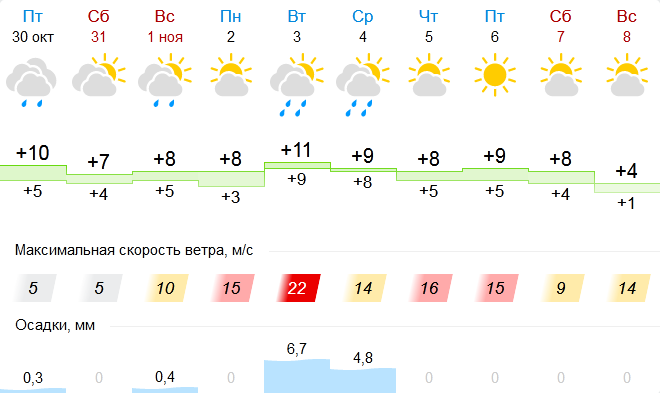 Пт Сб Вс Пн Вт Ср Чт Пт Сб Вс
30 окт 31 1 ноя 2 3 4 5 6 7 8
+10 +7 +8 +8 +11 +9 +8 +9 +8 +4
+5 +4 +5 +3 +9 +8 +5 +5 +4 +1
Максимальная скорость ветра, м/с
5 5 10 15 22 14 16 15 9 14
Осадки, мм
0,3 0 0,4 0 6,7 4,8 0 0 0 0